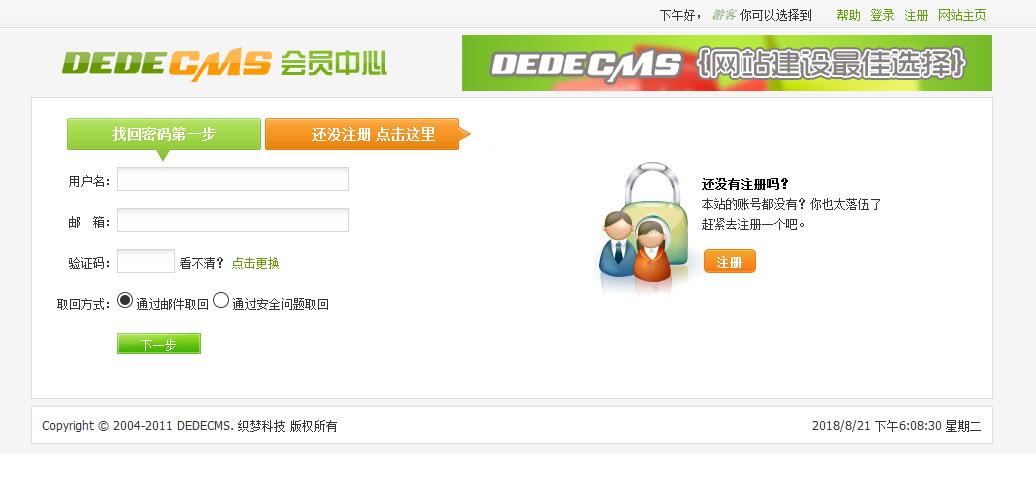 下午好， 游客 你可以选择到 帮助 登录 注册 网站主页
DEDECMS 会员中心
DEDECMS {网站建设最佳选择}
找回密码第一步
还没注册 点击这里
用户名：
邮 箱：
验证码： 看不清？ 点击更换
取回方式： 通过邮件取回 通过安全问题取回
下一步
还没有注册吗？
本站的账号都没有？你也太落伍了
赶紧去注册一个吧。
注册
Copyright © 2004-2011 DEDECMS. 织梦科技 版权所有
2018/8/21 下午6:08:30 星期二